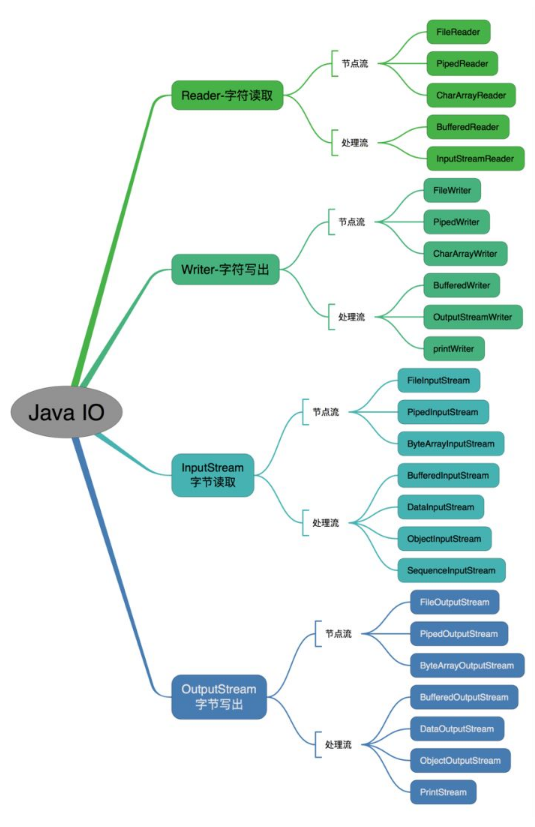 Java IO
Reader-字符读取
节点流
FileReader
PipedReader
CharArrayReader
处理流
BufferedReader
InputStreamReader
Writer-字符写出
节点流
FileWriter
PipedWriter
CharArrayWriter
处理流
BufferedWriter
OutputStreamWriter
printWriter
InputStream
字节读取
节点流
FileInputStream
PipedInputStream
ByteArrayInputStream
处理流
BufferedInputStream
DataInputStream
ObjectInputStream
SequenceInputStream
OutputStream
字节写出
节点流
FileOutputStream
PipedOutputStream
ByteArrayOutputStream
处理流
BufferedOutputStream
DataOutputStream
ObjectOutputStream
PrintStream